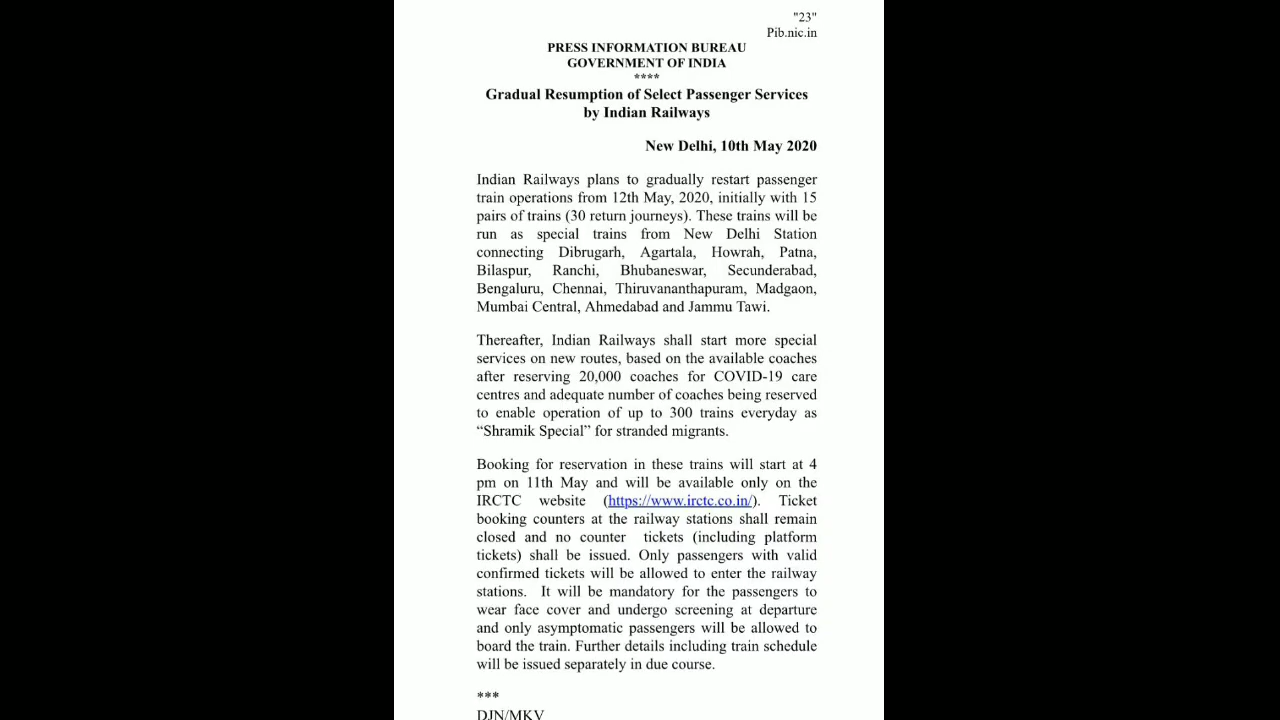 "23"
Pib.nic.in
PRESS INFORMATION BUREAU
GOVERNMENT OF INDIA
****
Gradual Resumption of Select Passenger Services
by Indian Railways
New Delhi, 10th May 2020
Indian Railways plans to gradually restart passenger
train operations from 12th May, 2020, initially with 15
pairs of trains (30 return journeys). These trains will be
run as special trains from New Delhi Station
connecting Dibrugarh, Agartala, Howrah, Patna,
Bilaspur, Ranchi, Bhubaneswar, Secunderabad,
Bengaluru, Chennai, Thiruvananthapuram, Madgaon,
Mumbai Central, Ahmedabad and Jammu Tawi.
Thereafter, Indian Railways shall start more special
services on new routes, based on the available coaches
after reserving 20,000 coaches for COVID-19 care
centres and adequate number of coaches being reserved
to enable operation of up to 300 trains everyday as
“Shramik Special” for stranded migrants.
Booking for reservation in these trains will start at 4
pm on 11th May and will be available only on the
IRCTC website (https://www.irctc.co.in/). Ticket
booking counters at the railway stations shall remain
closed and no counter tickets (including platform
tickets) shall be issued. Only passengers with valid
confirmed tickets will be allowed to enter the railway
stations. It will be mandatory for the passengers to
wear face cover and undergo screening at departure
and only asymptomatic passengers will be allowed to
board the train. Further details including train schedule
will be issued separately in due course.
***
DJN/MKV